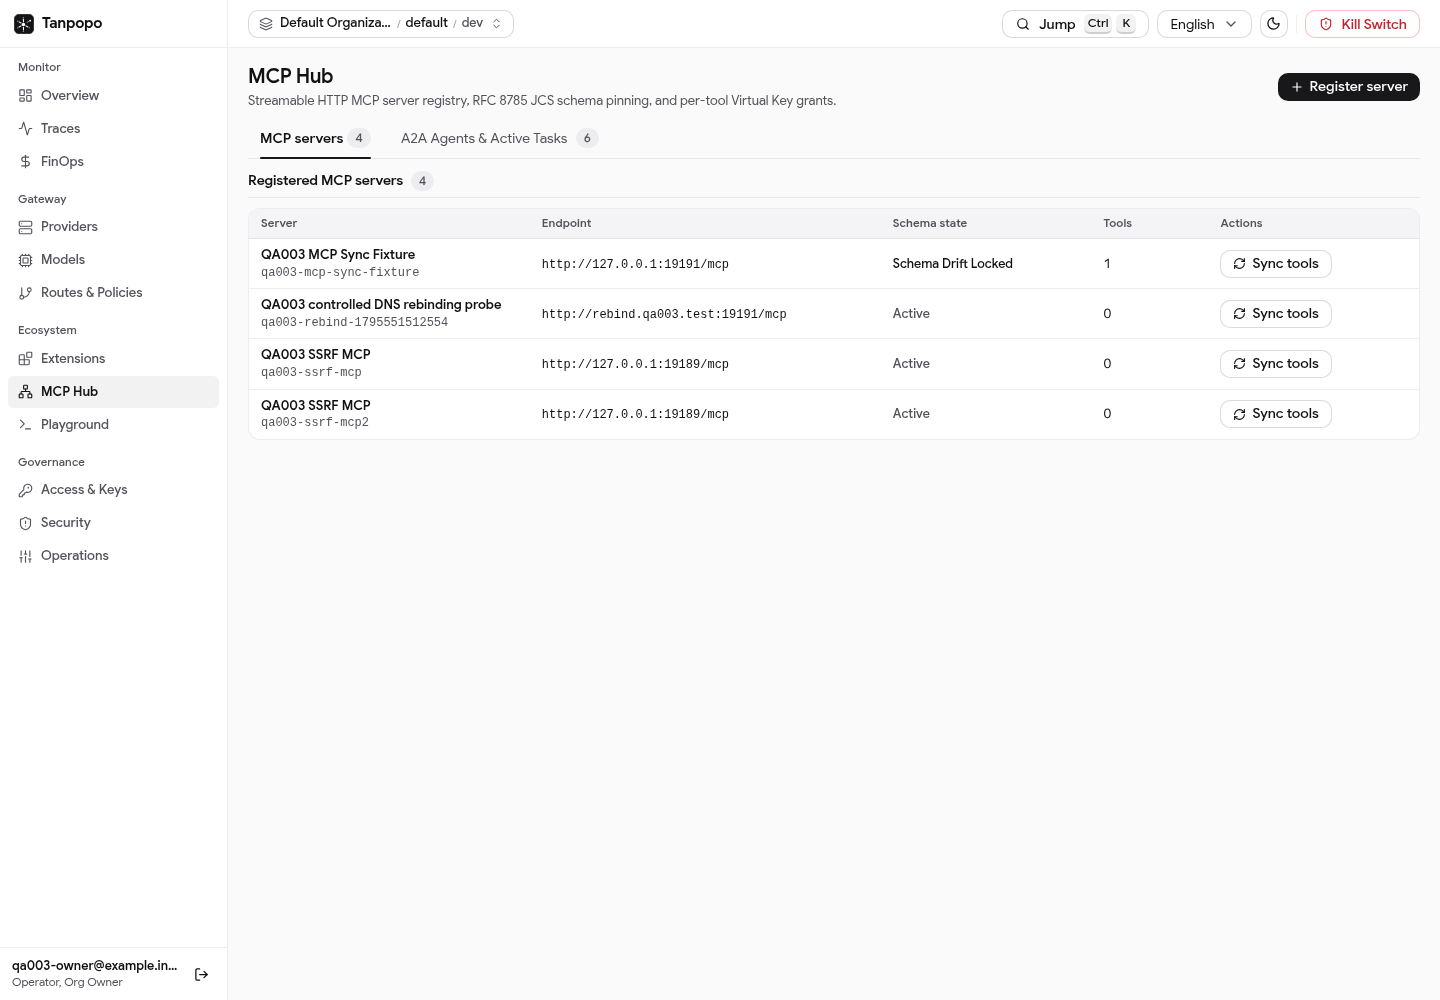 Tanpopo
Default Organiza... / default / dev
Jump Ctrl K
English
Kill Switch
Monitor
Overview
Traces
FinOps
Gateway
Providers
Models
Routes & Policies
Ecosystem
Extensions
MCP Hub
Playground
Governance
Access & Keys
Security
Operations
qa003-owner@example.in...
Operator, Org Owner
MCP Hub
Streamable HTTP MCP server registry, RFC 8785 JCS schema pinning, and per-tool Virtual Key grants.
Register server
MCP servers 4
A2A Agents & Active Tasks 6
Registered MCP servers 4
Server Endpoint Schema state Tools Actions
QA003 MCP Sync Fixture
qa003-mcp-sync-fixture
http://127.0.0.1:19191/mcp
Schema Drift Locked
1
Sync tools
QA003 controlled DNS rebinding probe
qa003-rebind-1795551512554
http://rebind.qa003.test:19191/mcp
Active
0
Sync tools
QA003 SSRF MCP
qa003-ssrf-mcp
http://127.0.0.1:19189/mcp
Active
0
Sync tools
QA003 SSRF MCP
qa003-ssrf-mcp2
http://127.0.0.1:19189/mcp
Active
0
Sync tools